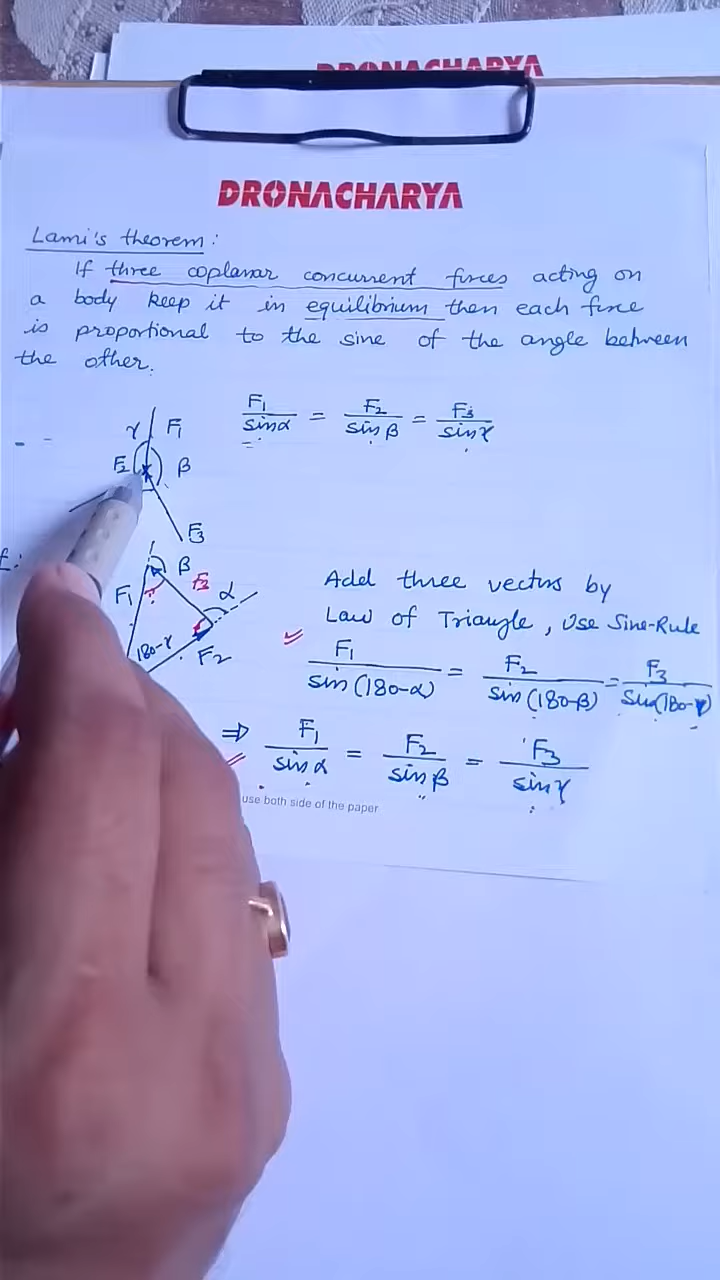 DRONACHARYA
DRONACHARYA
Lami's theorem:
If three coplanar concurrent forces acting on
a body keep it in equilibrium then each force
is proportional to the sine of the angle between
the other.
F1/sinα = F2/sinβ = F3/sinγ
γ F1
F2 β
F3
f:
β
F1 F3 α
180-γ F2
Add three vectors by
Law of Triangle, Use Sine-Rule
F1/sin(180-α) = F2/sin(180-β) = F3/sin(180-γ)
⇒ F1/sinα = F2/sinβ = F3/sinγ
use both side of the paper